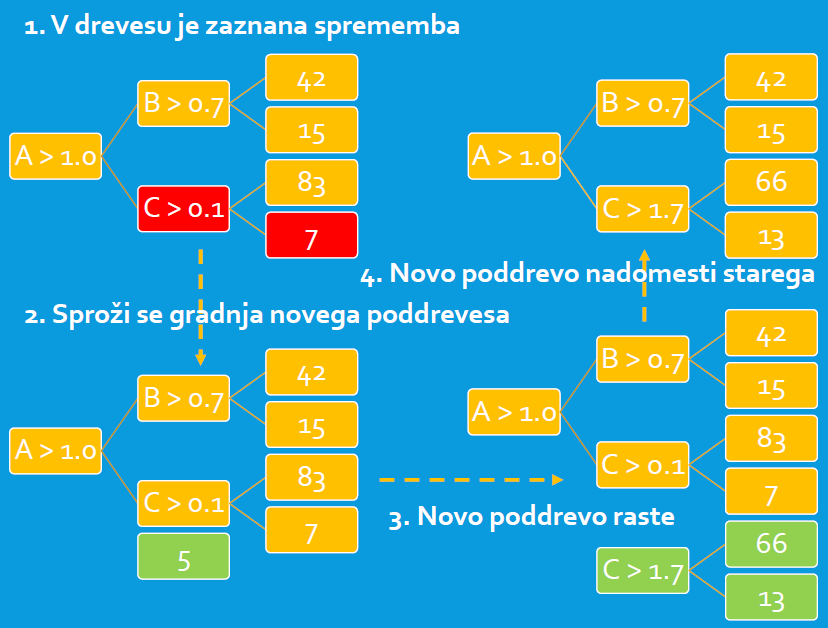 1. V drevesu je zaznana sprememba
A > 1.0
B > 0.7
C > 0.1
42
15
83
7
2. Sproži se gradnja novega poddrevesa
A > 1.0
B > 0.7
C > 0.1
5
42
15
83
7
3. Novo poddrevo raste
A > 1.0
B > 0.7
C > 0.1
C > 1.7
42
15
83
7
66
13
4. Novo poddrevo nadomesti starega
A > 1.0
B > 0.7
C > 1.7
42
15
66
13